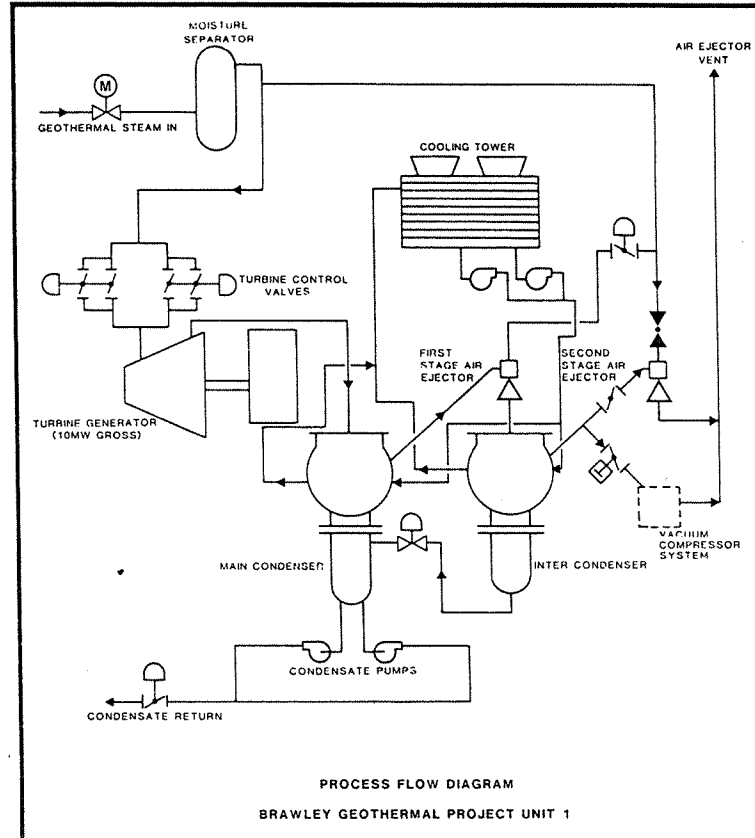 MOISTURE
SEPARATOR
AIR EJECTOR
VENT
M
GEOTHERMAL STEAM IN
COOLING TOWER
TURBINE CONTROL
VALVES
FIRST
STAGE AIR
EJECTOR
SECOND
STAGE AIR
EJECTOR
TURBINE GENERATOR
(10MW GROSS)
VACUUM
COMPRESSOR
SYSTEM
MAIN CONDENSER
INTER CONDENSER
CONDENSATE PUMPS
CONDENSATE RETURN
PROCESS FLOW DIAGRAM
BRAWLEY GEOTHERMAL PROJECT UNIT 1